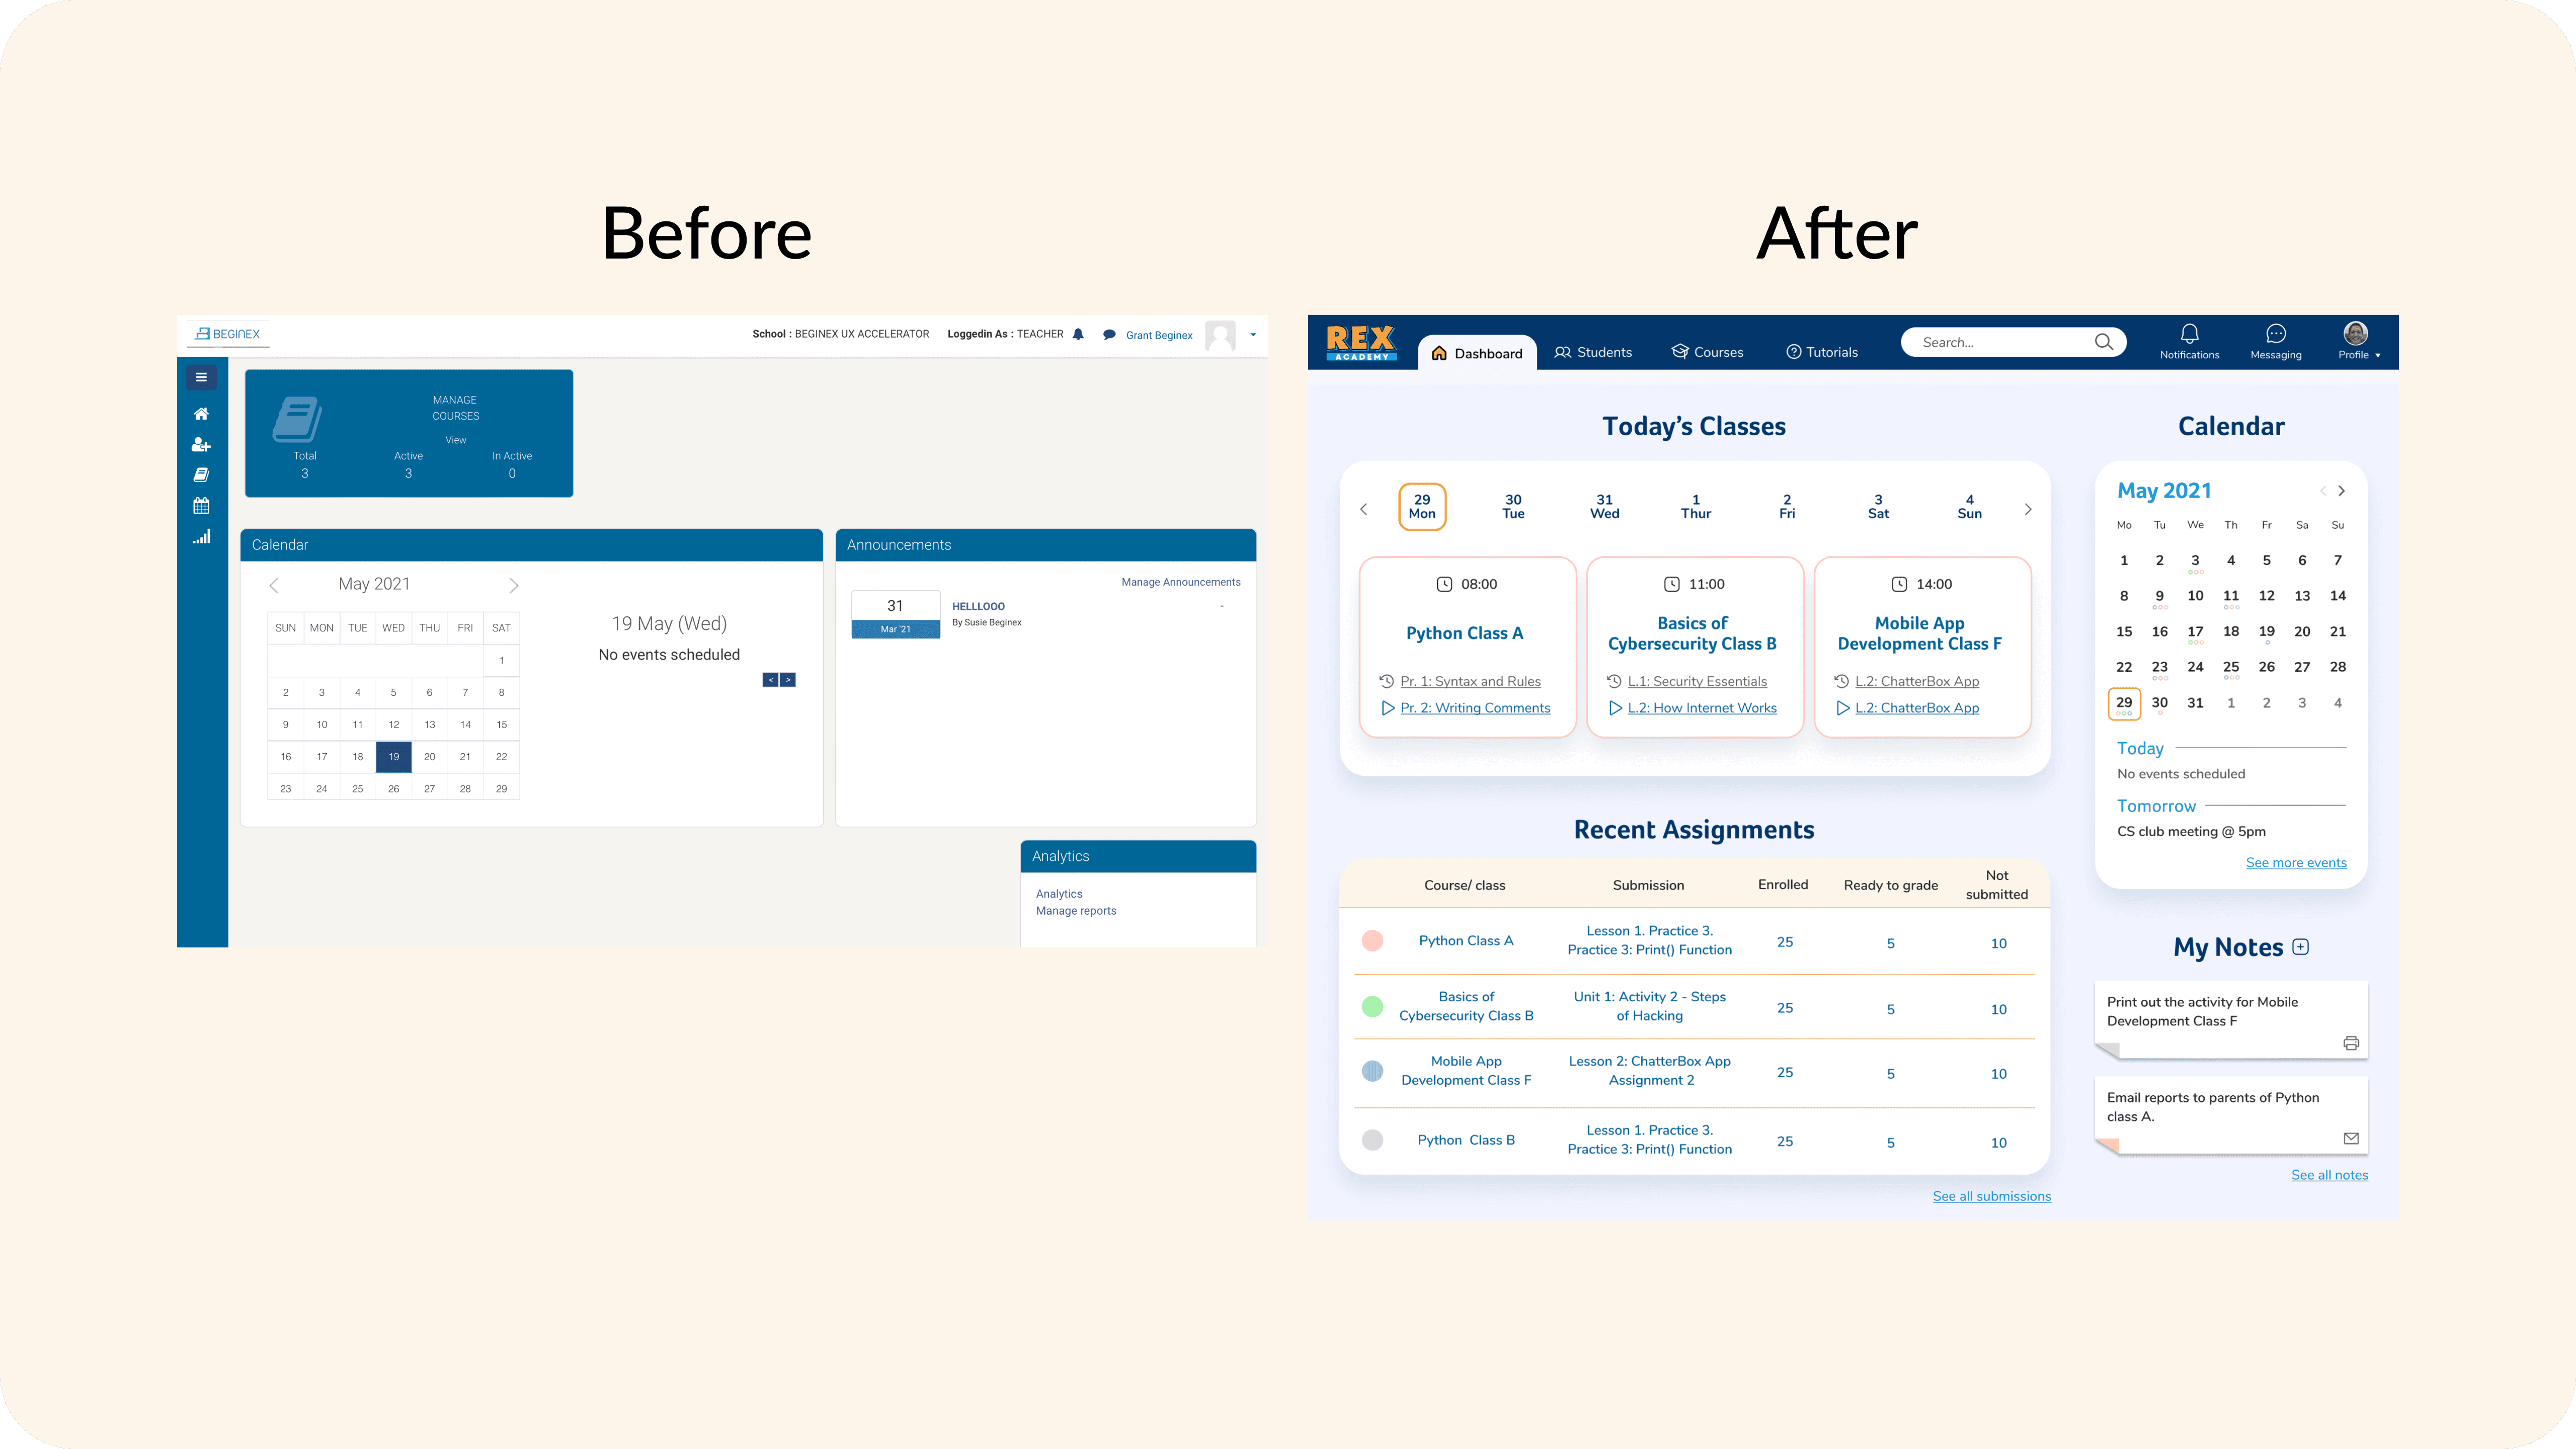 Before
After
BEGINEX
School : BEGINEX UX ACCELERATOR Loggedin As : TEACHER Grant Beginex
MANAGE
COURSES
View
Total Active In Active
3 3 0
Calendar
May 2021
SUN MON TUE WED THU FRI SAT
1
2 3 4 5 6 7 8
9 10 11 12 13 14 15
16 17 18 19 20 21 22
23 24 25 26 27 28 29
19 May (Wed)
No events scheduled
< >
Announcements
Manage Announcements
31
Mar '21
HELLLOOO
By Susie Beginex
-
Analytics
Analytics
Manage reports
REX
ACADEMY
Dashboard Students Courses Tutorials
Search...
Notifications Messaging Profile
Today's Classes
29 30 31 1 2 3 4
Mon Tue Wed Thur Fri Sat Sun
08:00
Python Class A
Pr. 1: Syntax and Rules
Pr. 2: Writing Comments
11:00
Basics of
Cybersecurity Class B
L.1: Security Essentials
L.2: How Internet Works
14:00
Mobile App
Development Class F
L.2: ChatterBox App
L.2: ChatterBox App
Recent Assignments
Course/ class Submission Enrolled Ready to grade Not
submitted
Python Class A
Lesson 1. Practice 3.
Practice 3: Print() Function
25 5 10
Basics of
Cybersecurity Class B
Unit 1: Activity 2 - Steps
of Hacking
25 5 10
Mobile App
Development Class F
Lesson 2: ChatterBox App
Assignment 2
25 5 10
Python Class B
Lesson 1. Practice 3.
Practice 3: Print() Function
25 5 10
See all submissions
Calendar
May 2021
Mo Tu We Th Fr Sa Su
1 2 3 4 5 6 7
8 9 10 11 12 13 14
15 16 17 18 19 20 21
22 23 24 25 26 27 28
29 30 31 1 2 3 4
Today
No events scheduled
Tomorrow
CS club meeting @ 5pm
See more events
My Notes
Print out the activity for Mobile
Development Class F
Email reports to parents of Python
class A.
See all notes